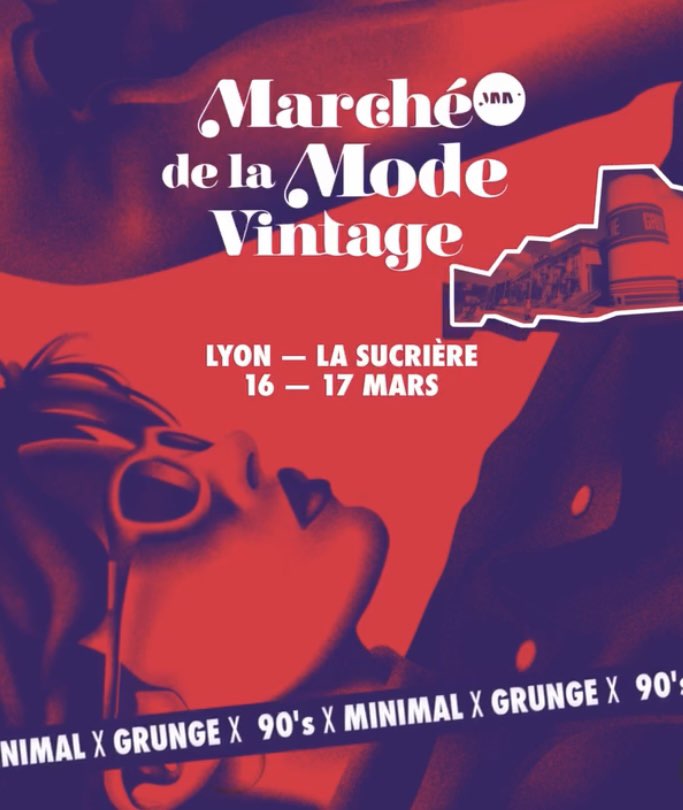 Marché
de la Mode
Vintage
LYON — LA SUCRIÈRE
16 — 17 MARS
NIMAL X GRUNGE X 90's X MINIMAL X GRUNGE X 90's